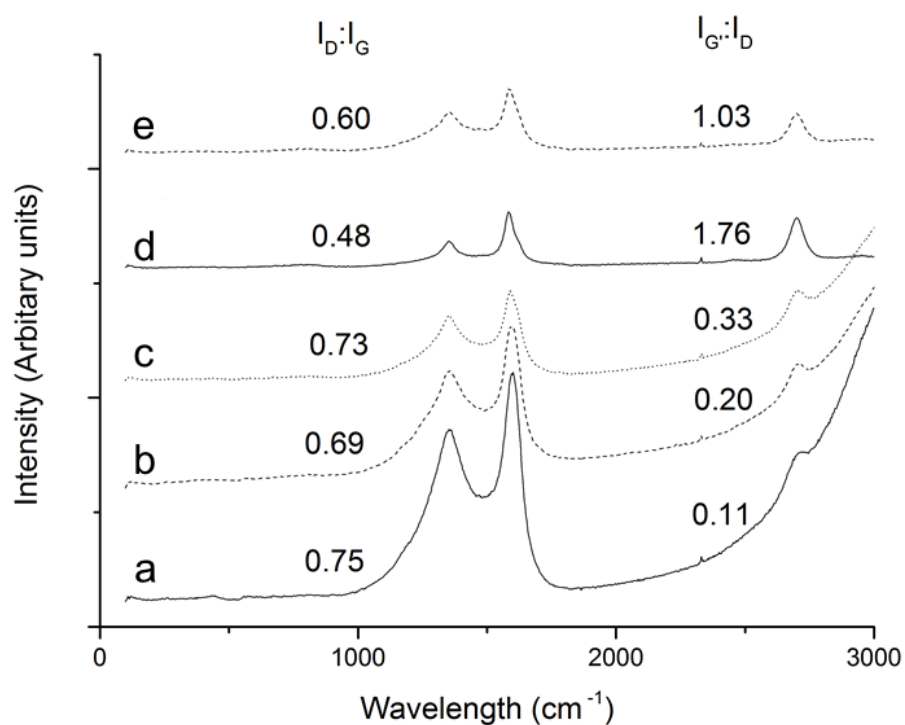 I_D:I_G I_G':I_D
e 0.60 1.03
d 0.48 1.76
c 0.73 0.33
b 0.69 0.20
a 0.75 0.11
Intensity (Arbitary units)
0 1000 2000 3000
Wavelength (cm⁻¹)